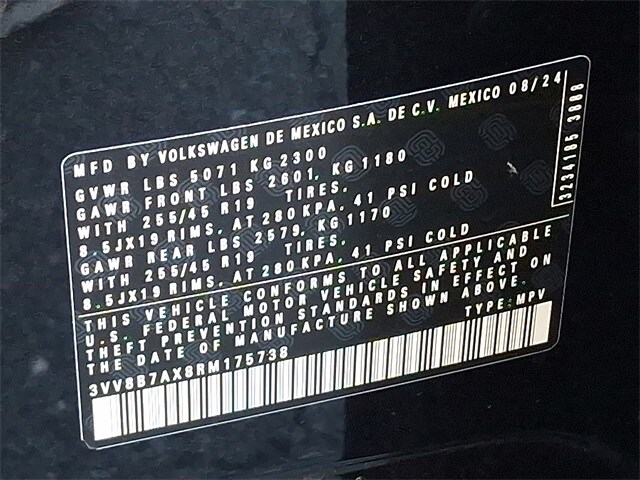 MFD BY VOLKSWAGEN DE MEXICO S.A. DE C.V. MEXICO 08/24
GVWR LBS 5071 KG 2300
GAWR FRONT LBS 2601, KG 1180
WITH 255/45 R19 TIRES,
8.5JX19 RIMS, AT 280 KPA, 41 PSI COLD
GAWR REAR LBS 2579, KG 1170
WITH 255/45 R19 TIRES,
8.5JX19 RIMS, AT 280 KPA, 41 PSI COLD
THIS VEHICLE CONFORMS TO ALL APPLICABLE
U.S. FEDERAL MOTOR VEHICLE SAFETY AND
THEFT PREVENTION STANDARDS IN EFFECT ON
THE DATE OF MANUFACTURE SHOWN ABOVE.
3VV8B7AX8RM175738 TYPE:MPV
3234185 3808